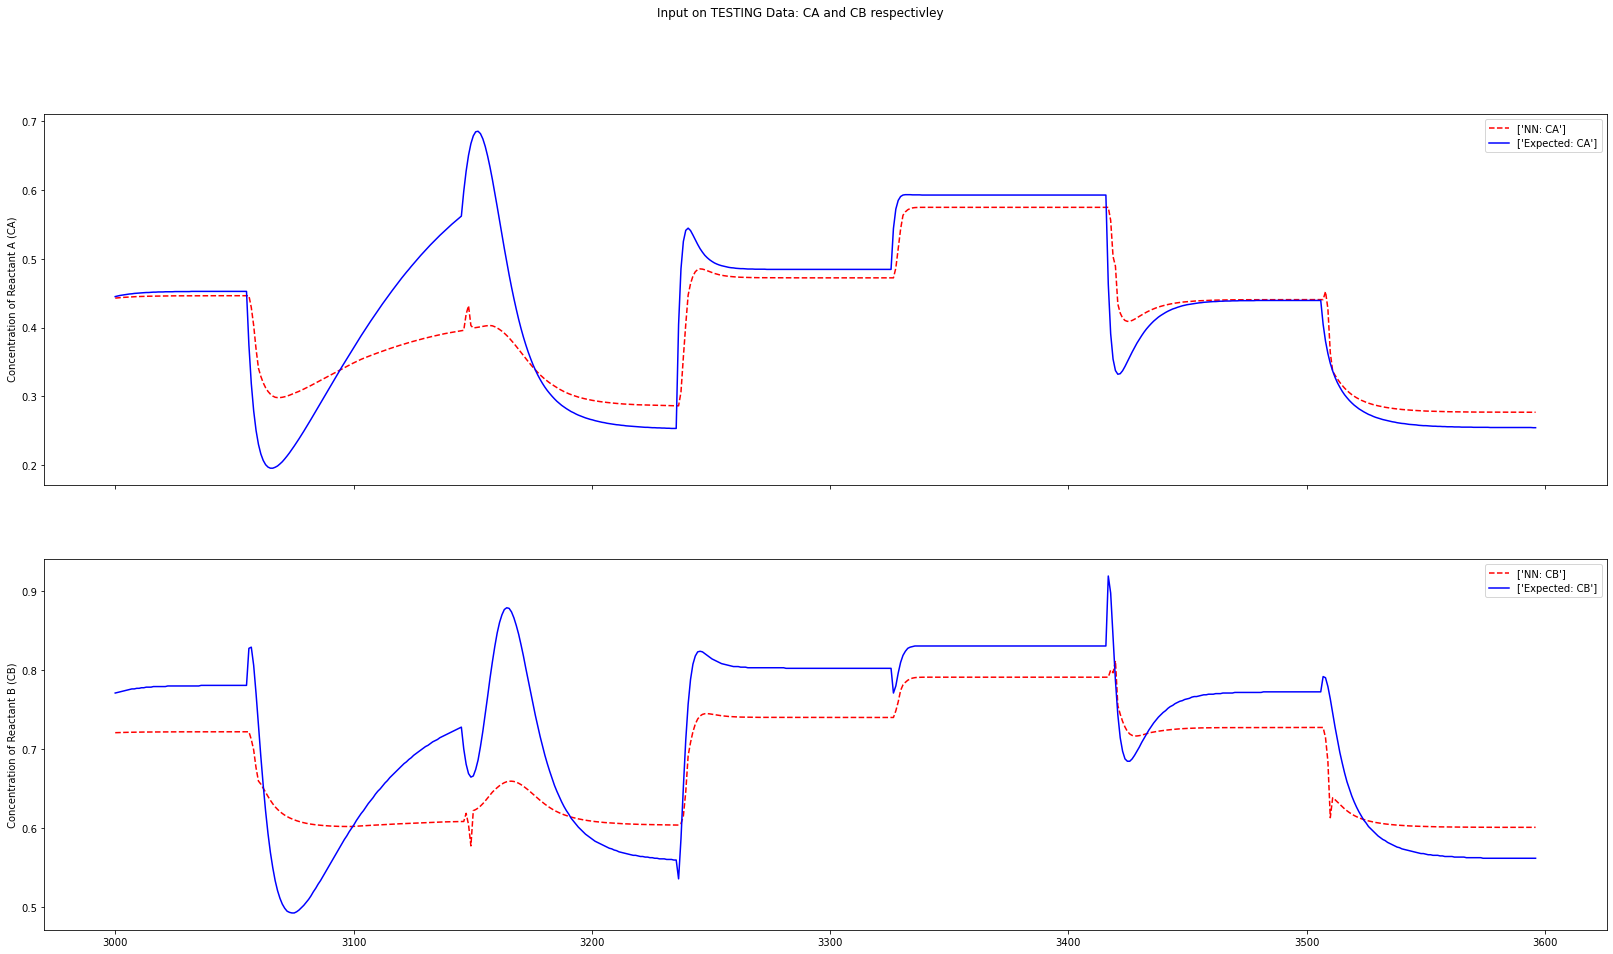 Input on TESTING Data: CA and CB respectivley
0.7
0.6
0.5
0.4
0.3
0.2
Concentration of Reactant A (CA)
['NN: CA']
['Expected: CA']
0.9
0.8
0.7
0.6
0.5
Concentration of Reactant B (CB)
['NN: CB']
['Expected: CB']
3000 3100 3200 3300 3400 3500 3600